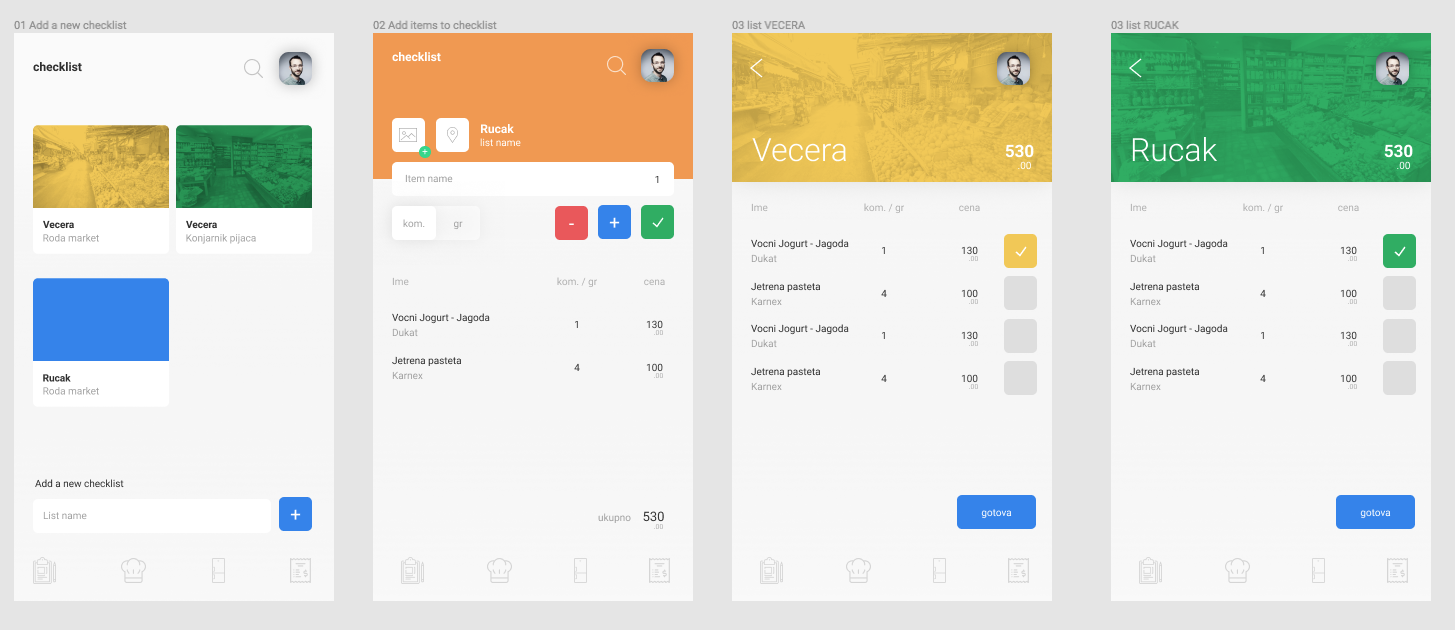 01 Add a new checklist
checklist
Vecera
Roda market
Vecera
Konjarnik pijaca
Rucak
Roda market
Add a new checklist
List name
+
02 Add items to checklist
checklist
+
Rucak
list name
Item name 1
kom. gr - +
Ime kom. / gr cena
Vocni Jogurt - Jagoda 1 130
Dukat .00
Jetrena pasteta 4 100
Karnex .00
ukupno 530
.00
$
03 list VECERA
Vecera 530
.00
Ime kom. / gr cena
Vocni Jogurt - Jagoda 1 130
Dukat .00
Jetrena pasteta 4 100
Karnex .00
Vocni Jogurt - Jagoda 1 130
Dukat .00
Jetrena pasteta 4 100
Karnex .00
gotova
$
03 list RUCAK
Rucak 530
.00
Ime kom. / gr cena
Vocni Jogurt - Jagoda 1 130
Dukat .00
Jetrena pasteta 4 100
Karnex .00
Vocni Jogurt - Jagoda 1 130
Dukat .00
Jetrena pasteta 4 100
Karnex .00
gotova
$